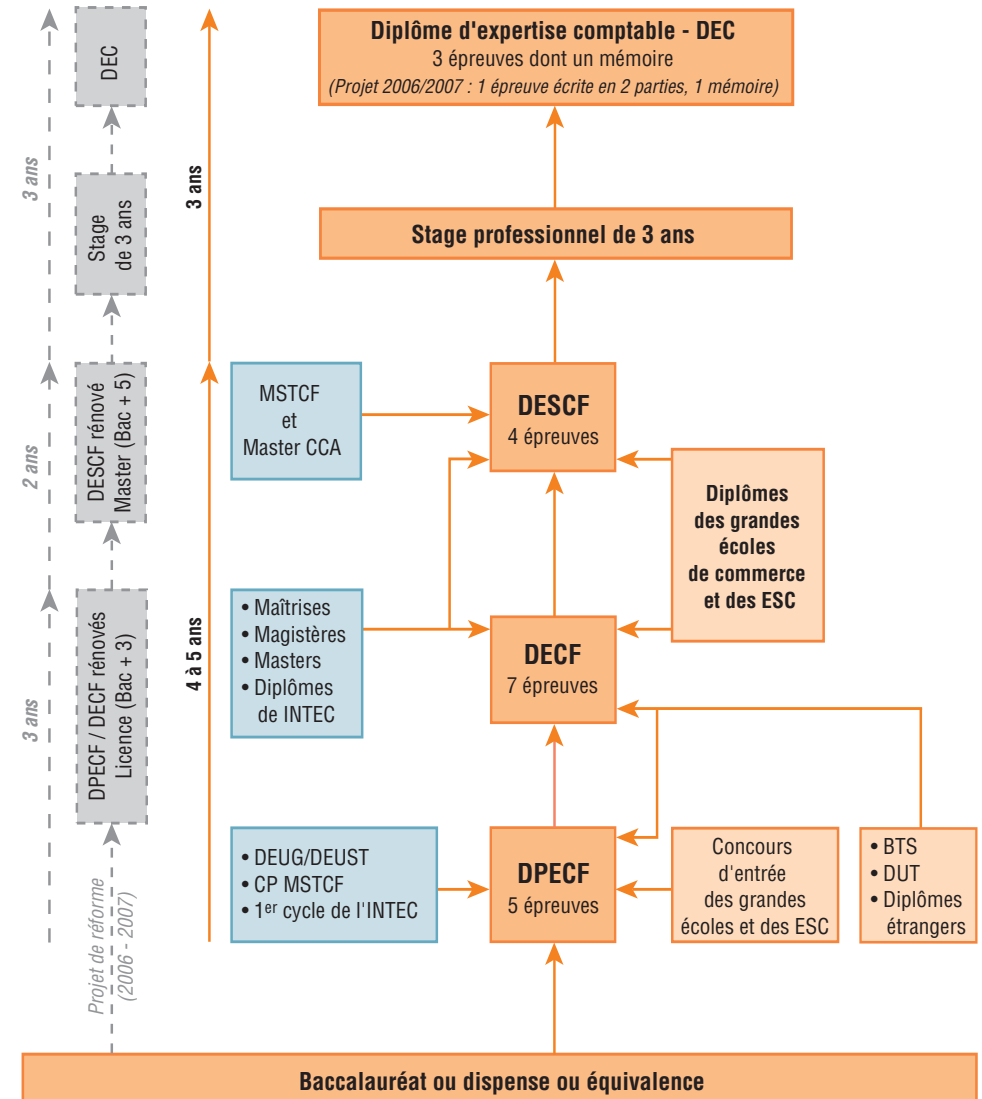 Diplôme d'expertise comptable - DEC
3 épreuves dont un mémoire
(Projet 2006/2007 : 1 épreuve écrite en 2 parties, 1 mémoire)
DEC
3 ans
3 ans
Stage
de 3 ans
Stage professionnel de 3 ans
MSTCF
et
Master CCA
DESCF
4 épreuves
DESCF rénové
Master (Bac + 5)
2 ans
Diplômes
des grandes
écoles
de commerce
et des ESC
• Maîtrises
• Magistères
• Masters
• Diplômes
de INTEC
DECF
7 épreuves
4 à 5 ans
DPECF / DECF rénovés
Licence (Bac + 3)
3 ans
• DEUG/DEUST
• CP MSTCF
• 1er cycle de l'INTEC
DPECF
5 épreuves
Concours
d'entrée
des grandes
écoles et des ESC
• BTS
• DUT
• Diplômes
étrangers
Projet de réforme
(2006 - 2007)
Baccalauréat ou dispense ou équivalence